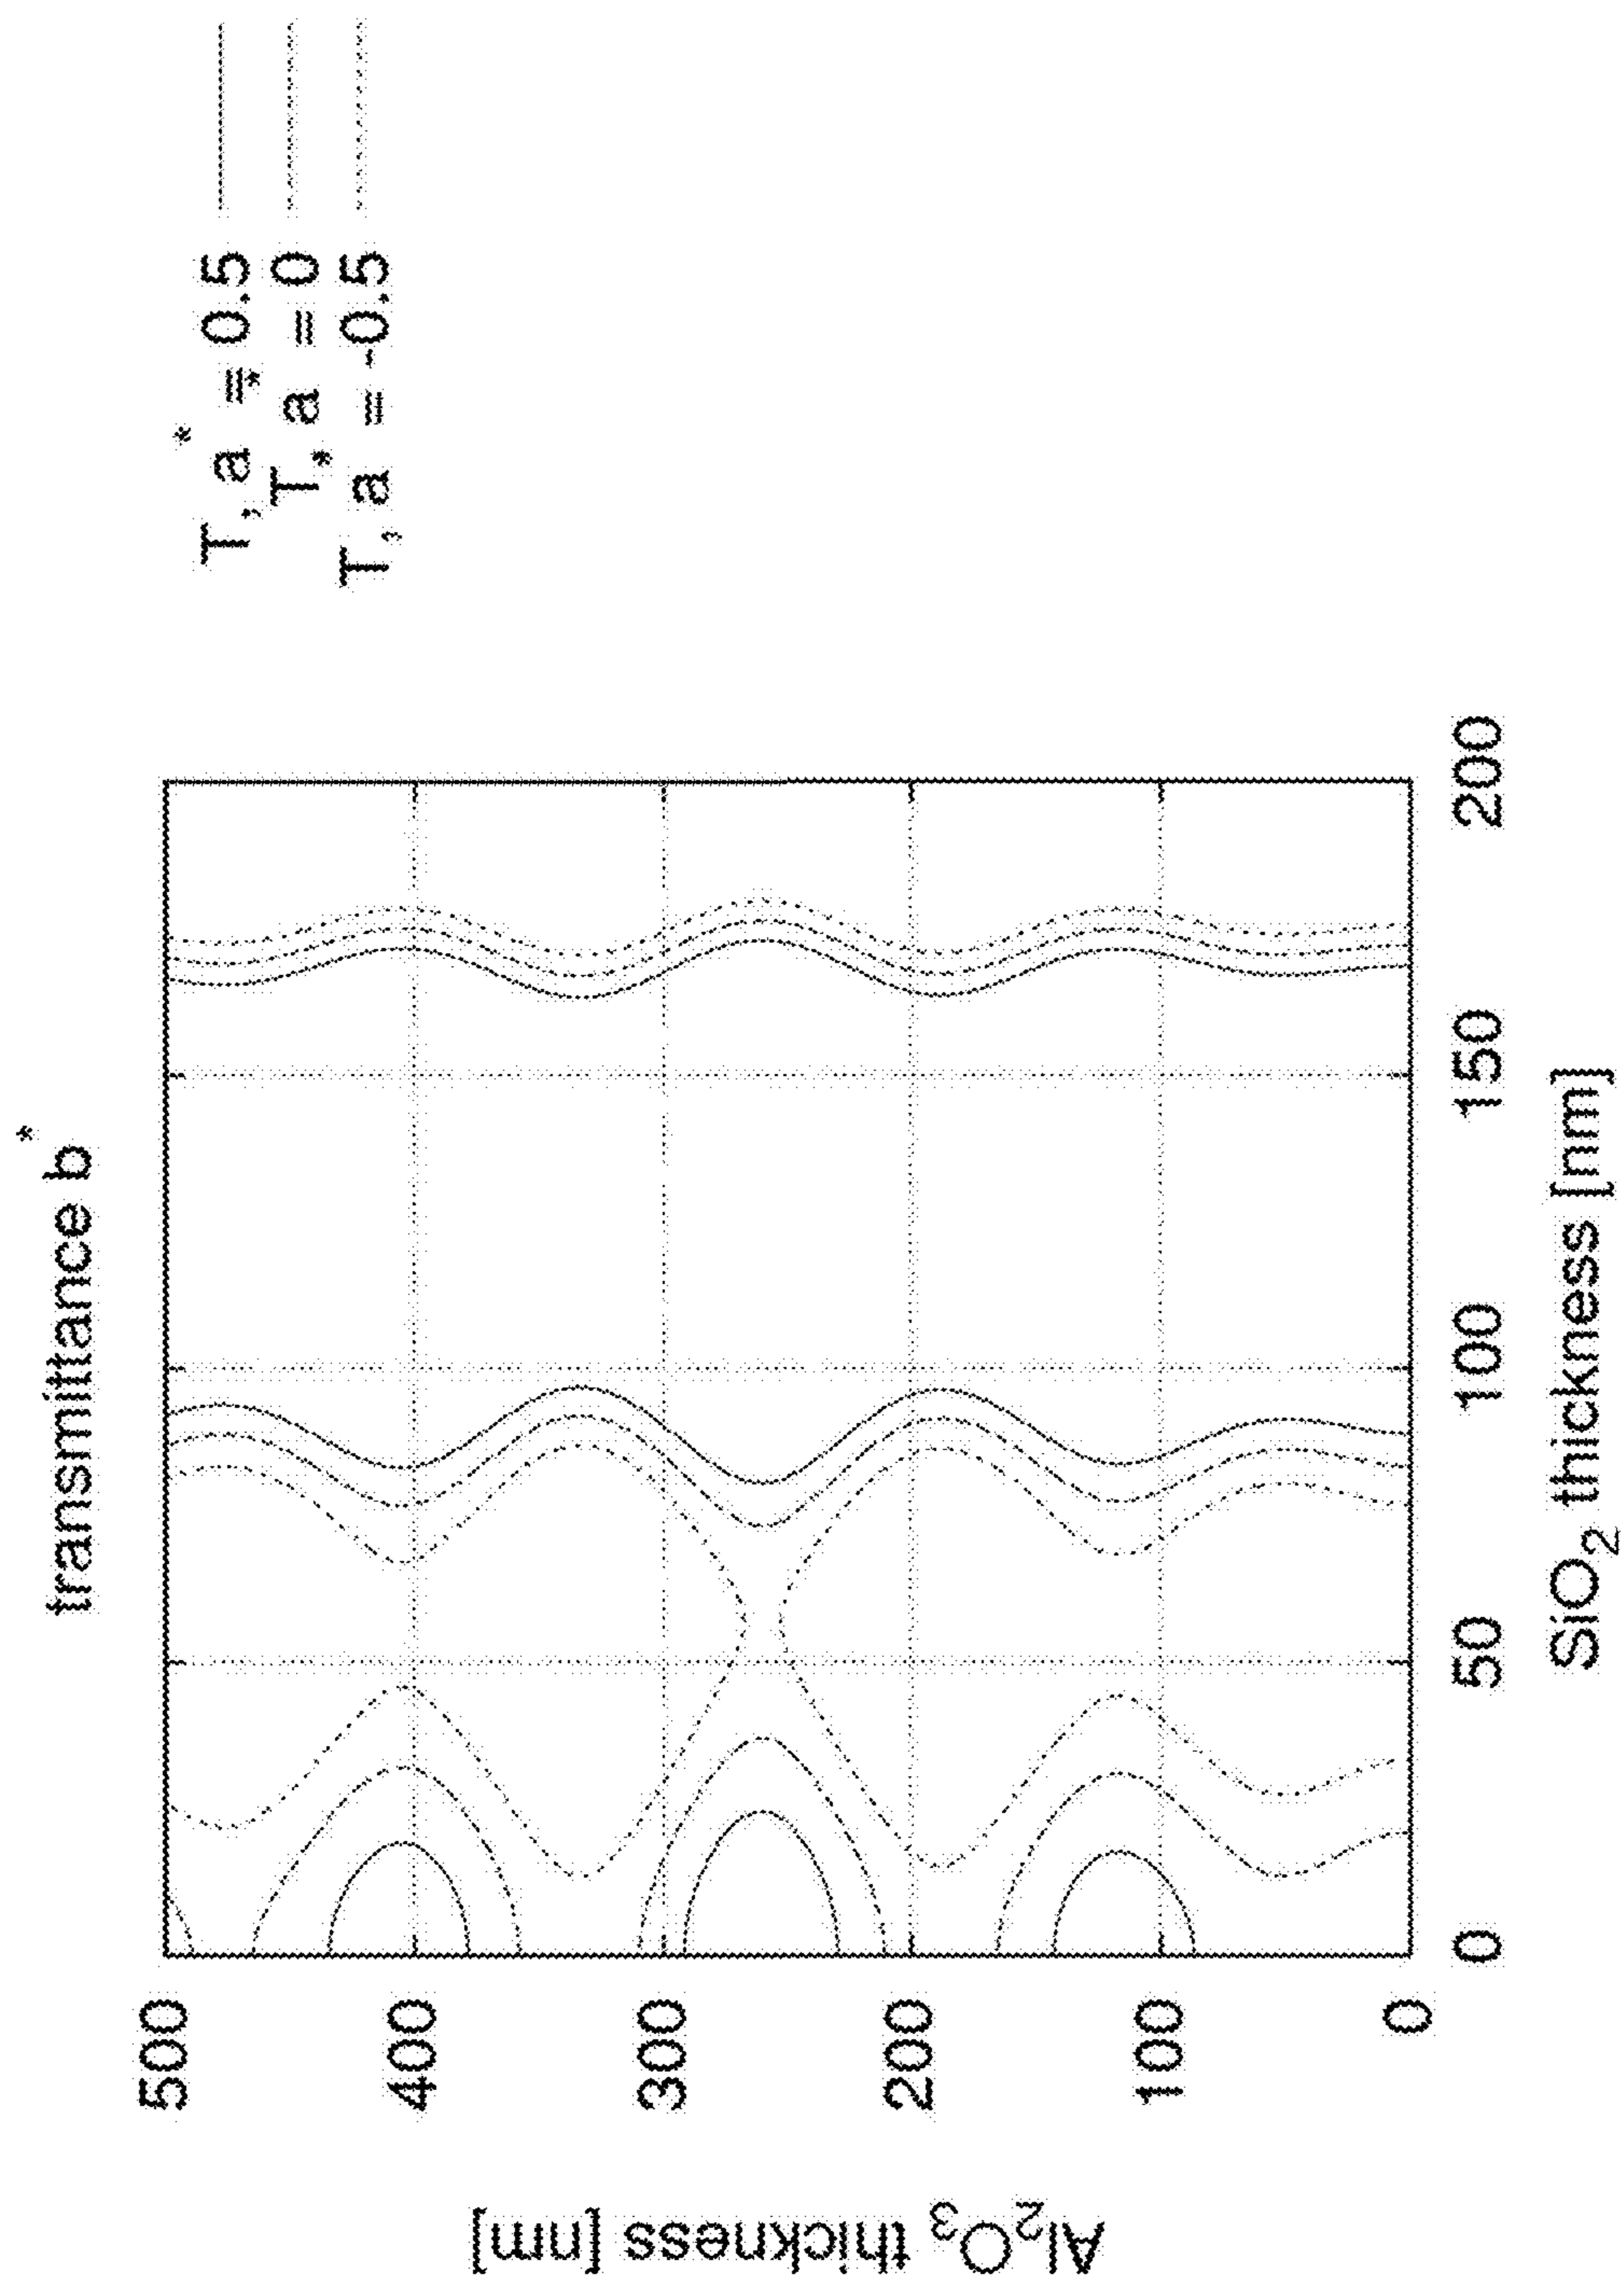 transmittance b*
T, a* = 0.5
T, a* = 0
T, a* = -0.5
Al2O3 thickness [nm]
500
400
300
200
100
0
0 50 100 150 200
SiO2 thickness [nm]